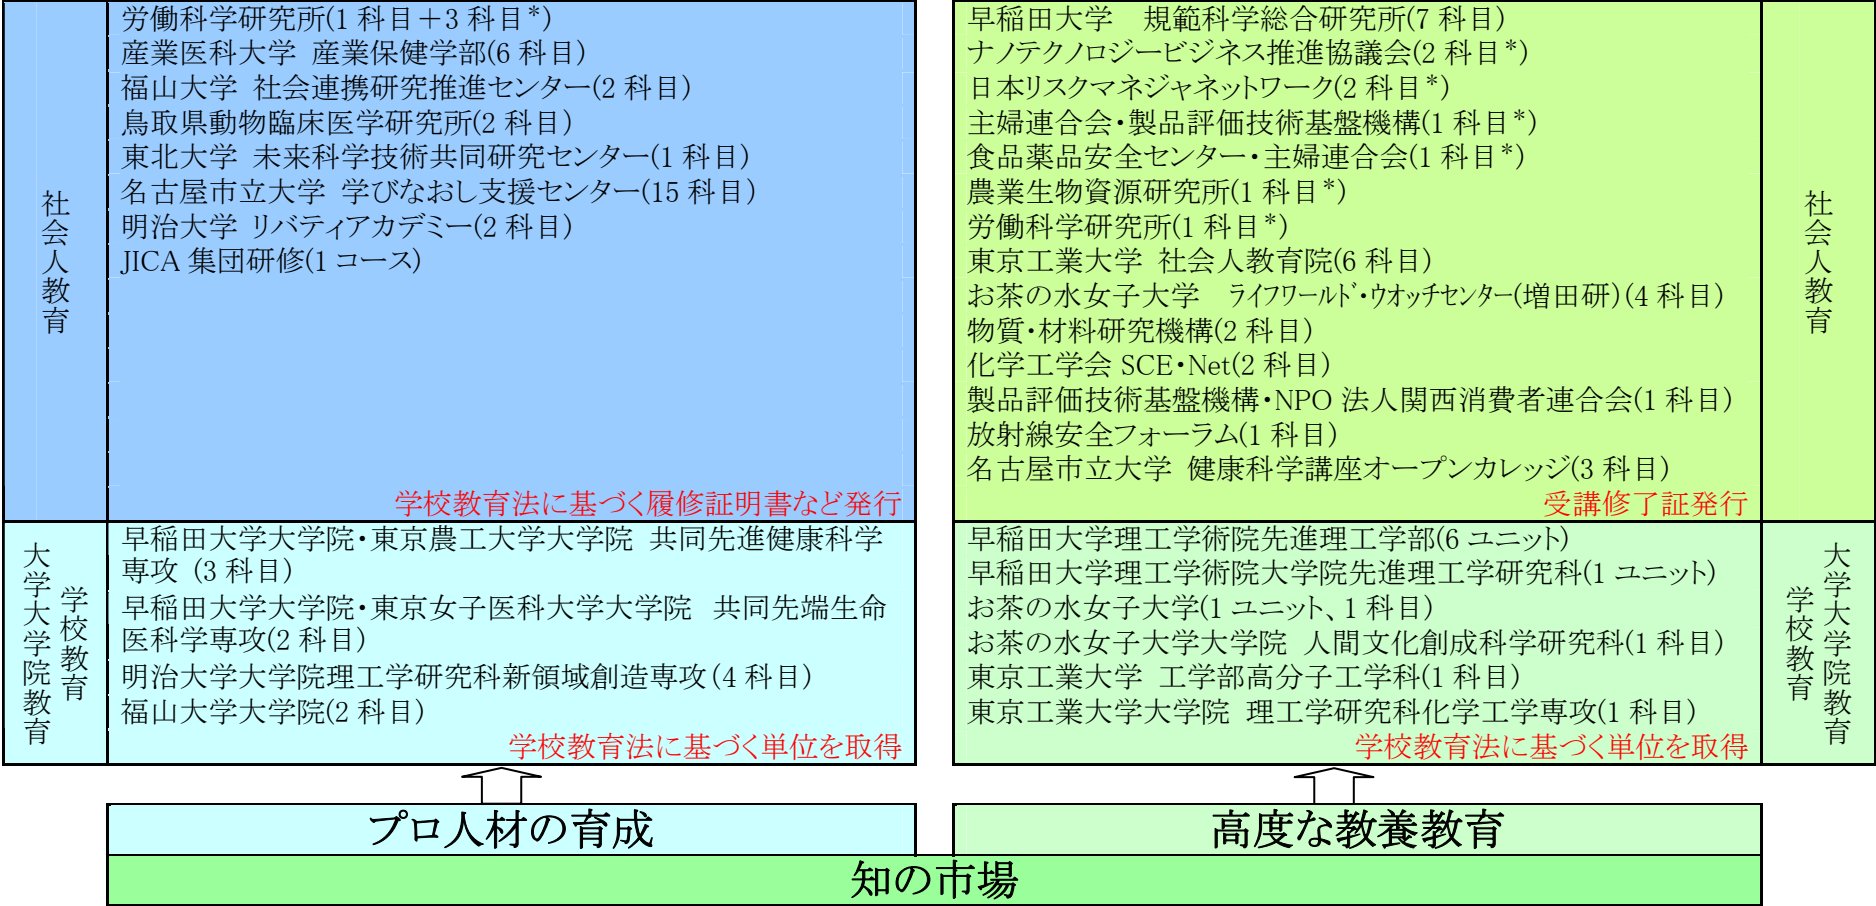 社会人教育
労働科学研究所(1 科目＋3 科目*)
産業医科大学 産業保健学部(6 科目)
福山大学 社会連携研究推進センター(2 科目)
鳥取県動物臨床医学研究所(2 科目)
東北大学 未来科学技術共同研究センター(1 科目)
名古屋市立大学 学びなおし支援センター(15 科目)
明治大学 リバティアカデミー(2 科目)
JICA 集団研修(1 コース)
学校教育法に基づく履修証明書など発行
学校教育
大学大学院教育
早稲田大学大学院・東京農工大学大学院 共同先進健康科学
専攻 (3 科目)
早稲田大学大学院・東京女子医科大学大学院 共同先端生命
医科学専攻(2 科目)
明治大学大学院理工学研究科新領域創造専攻(4 科目)
福山大学大学院(2 科目)
学校教育法に基づく単位を取得
早稲田大学 規範科学総合研究所(7 科目)
ナノテクノロジービジネス推進協議会(2 科目*)
日本リスクマネジャネットワーク(2 科目*)
主婦連合会・製品評価技術基盤機構(1 科目*)
食品薬品安全センター・主婦連合会(1 科目*)
農業生物資源研究所(1 科目*)
労働科学研究所(1 科目*)
東京工業大学 社会人教育院(6 科目)
お茶の水女子大学 ライフワールド・ウオッチセンター(増田研)(4 科目)
物質・材料研究機構(2 科目)
化学工学会 SCE・Net(2 科目)
製品評価技術基盤機構・NPO 法人関西消費者連合会(1 科目)
放射線安全フォーラム(1 科目)
名古屋市立大学 健康科学講座オープンカレッジ(3 科目)
受講修了証発行
社会人教育
早稲田大学理工学術院先進理工学部(6 ユニット)
早稲田大学理工学術院大学院先進理工学研究科(1 ユニット)
お茶の水女子大学(1 ユニット、1 科目)
お茶の水女子大学大学院 人間文化創成科学研究科(1 科目)
東京工業大学 工学部高分子工学科(1 科目)
東京工業大学大学院 理工学研究科化学工学専攻(1 科目)
学校教育法に基づく単位を取得
大学大学院教育
学校教育
プロ人材の育成
高度な教養教育
知の市場